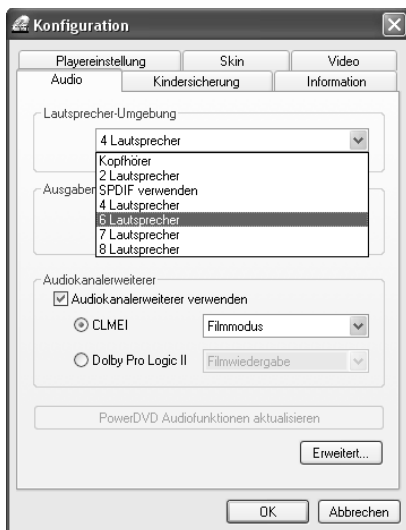 Konfiguration
Playereinstellung Skin Video
Audio Kindersicherung Information
Lautsprecher-Umgebung
4 Lautsprecher
Kopfhörer
2 Lautsprecher
SPDIF verwenden
4 Lautsprecher
6 Lautsprecher
7 Lautsprecher
8 Lautsprecher
Ausgaben
Audiokanalerweiterer
Audiokanalerweiterer verwenden
CLMEI Filmmodus
Dolby Pro Logic II Filmwiedergabe
PowerDVD Audiofunktionen aktualisieren
Erweitert...
OK Abbrechen